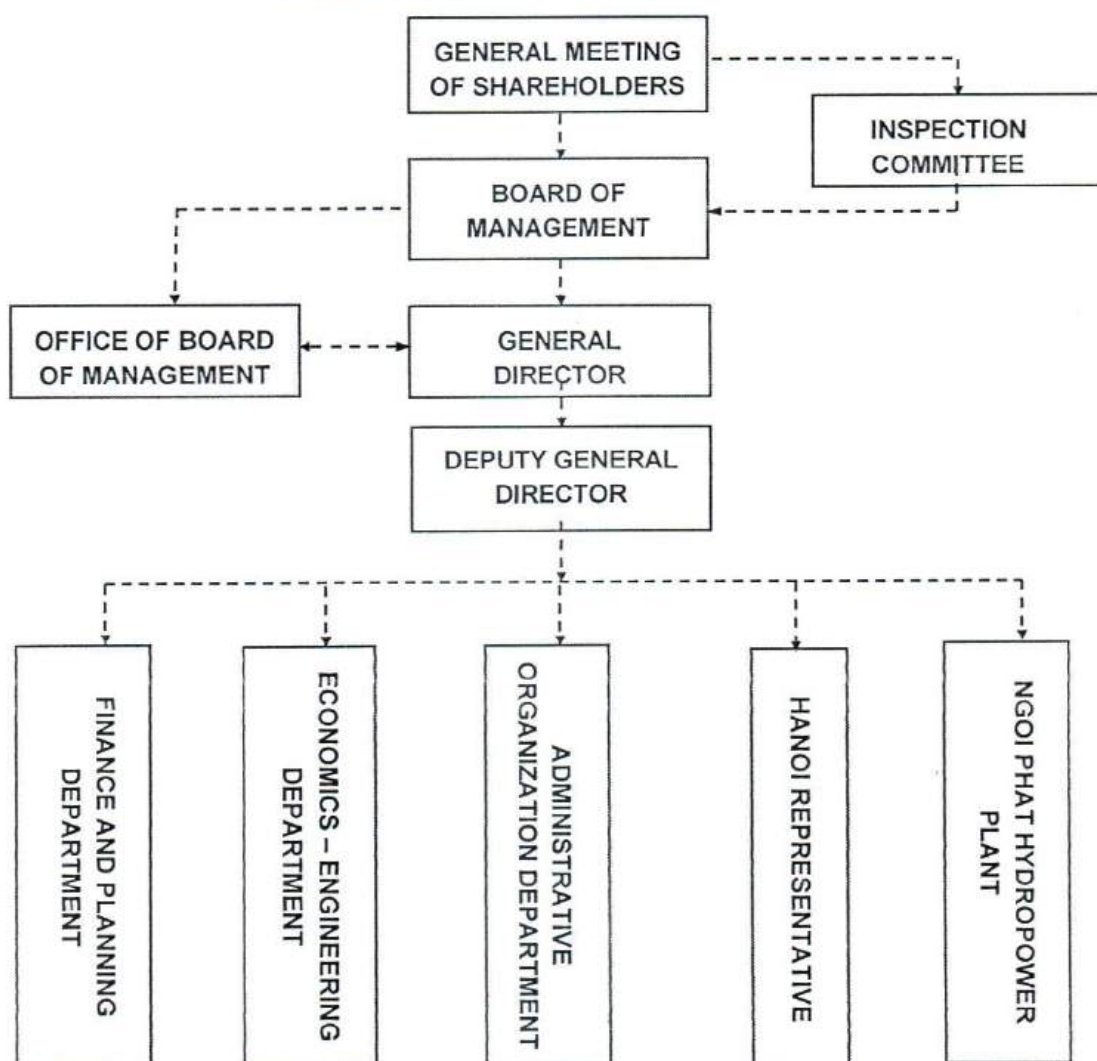 GENERAL MEETING
OF SHAREHOLDERS
INSPECTION
COMMITTEE
BOARD OF
MANAGEMENT
OFFICE OF BOARD
OF MANAGEMENT
GENERAL
DIRECTOR
DEPUTY GENERAL
DIRECTOR
FINANCE AND PLANNING
DEPARTMENT
ECONOMICS – ENGINEERING
DEPARTMENT
ADMINISTRATIVE
ORGANIZATION DEPARTMENT
HANOI REPRESENTATIVE
NGOI PHAT HYDROPOWER
PLANT